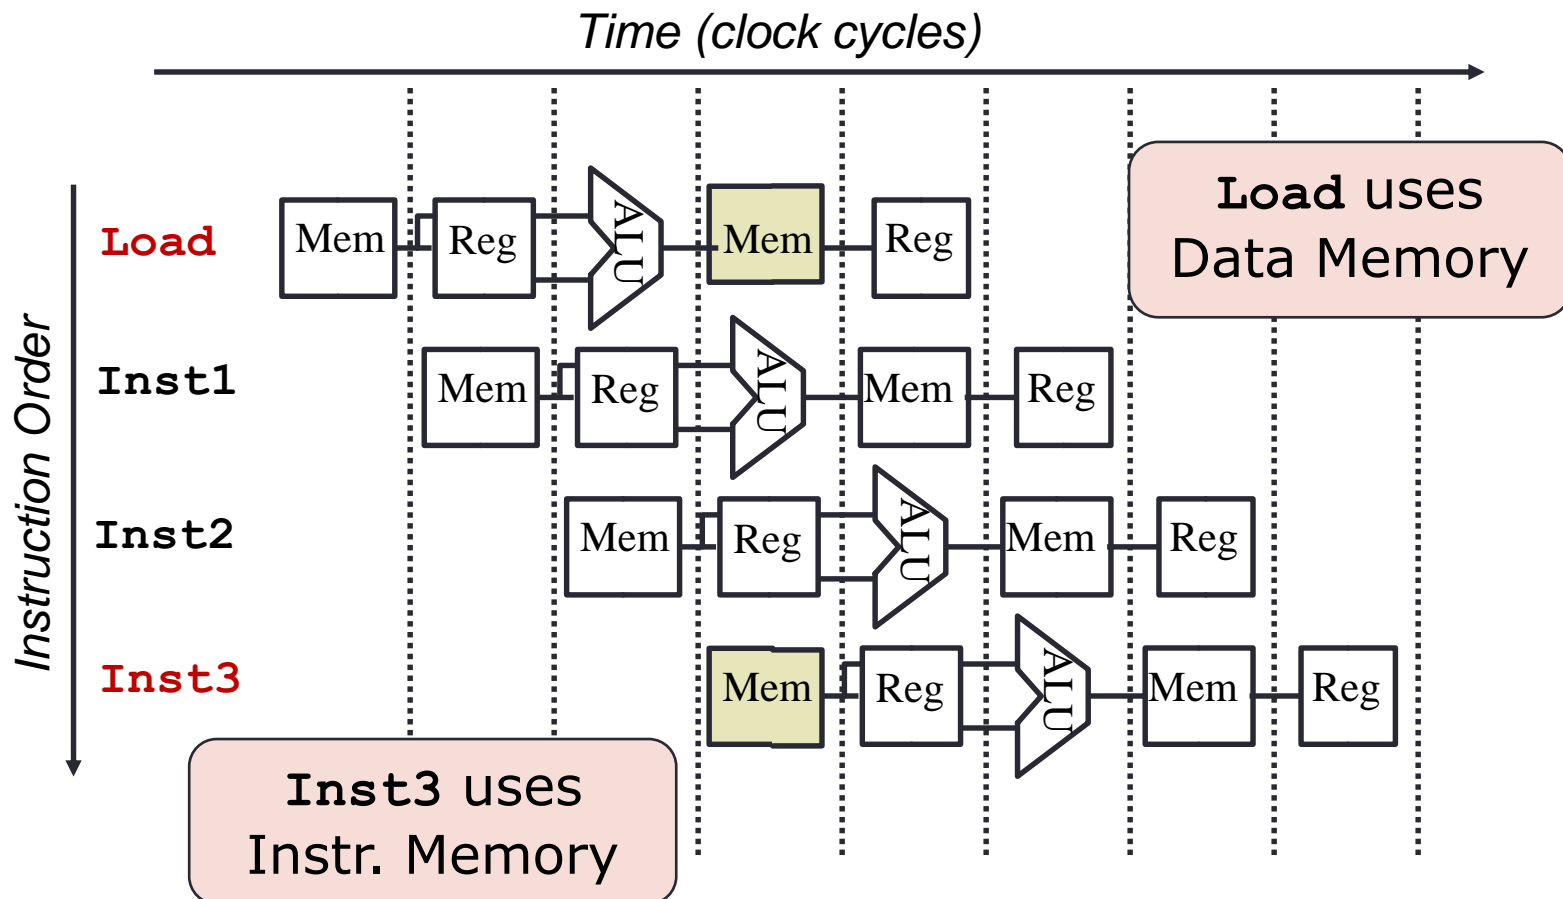 Time (clock cycles)
Instruction Order
Load
Mem Reg ALU Mem Reg
Load uses
Data Memory
Inst1
Mem Reg ALU Mem Reg
Inst2
Mem Reg ALU Mem Reg
Inst3
Mem Reg ALU Mem Reg
Inst3 uses
Instr. Memory